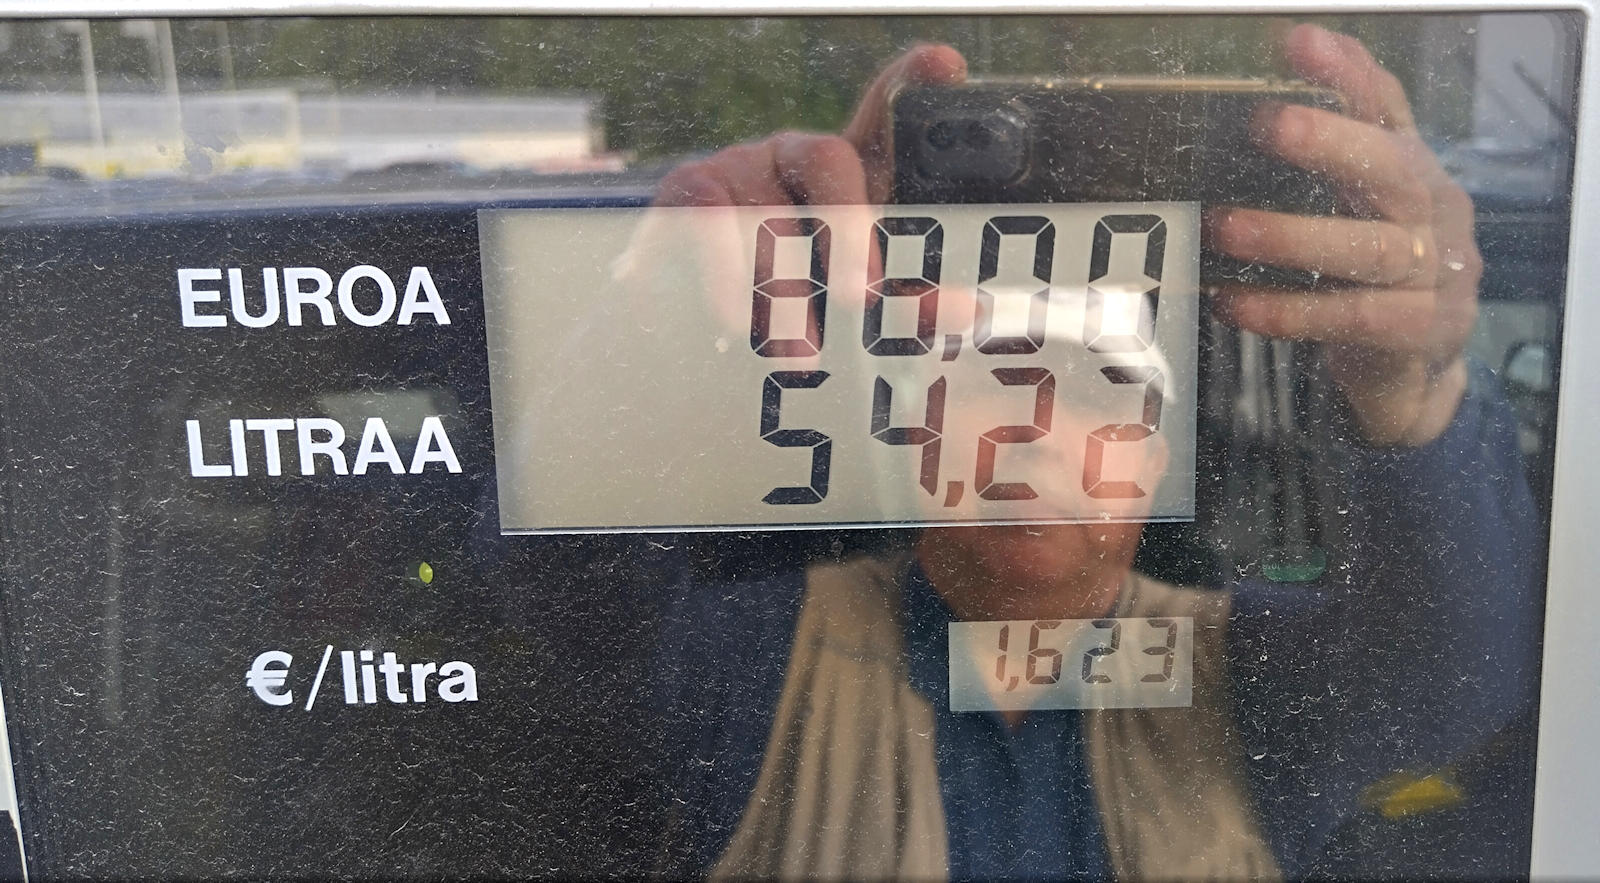 EUROA 88,00
LITRAA 54,22
€/litra 1,623